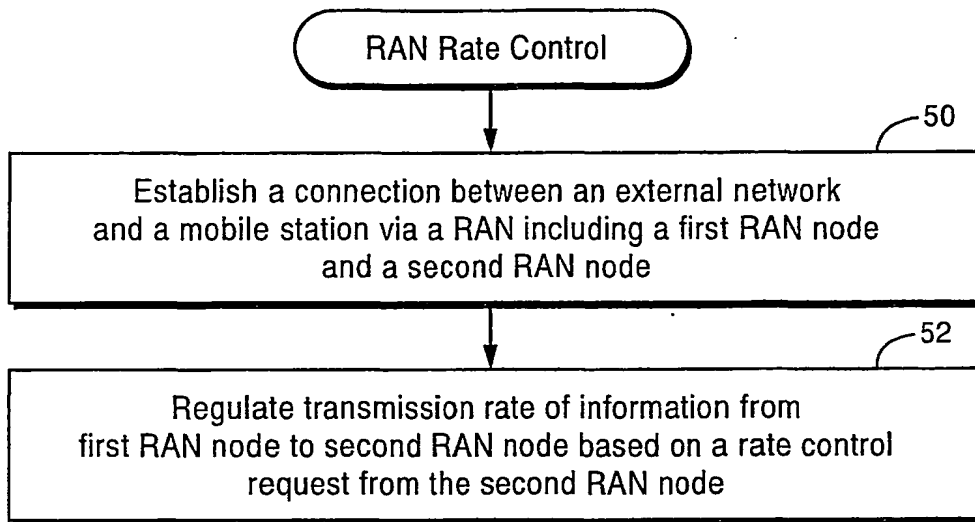 RAN Rate Control
50
Establish a connection between an external network
and a mobile station via a RAN including a first RAN node
and a second RAN node
52
Regulate transmission rate of information from
first RAN node to second RAN node based on a rate control
request from the second RAN node